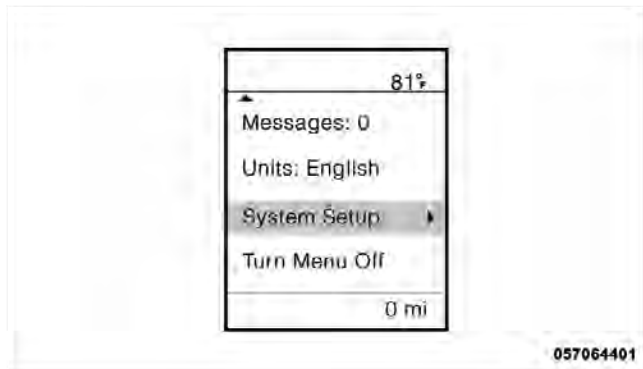 81°F
Messages: 0
Units: English
System Setup
Turn Menu Off
0 mi
057064401